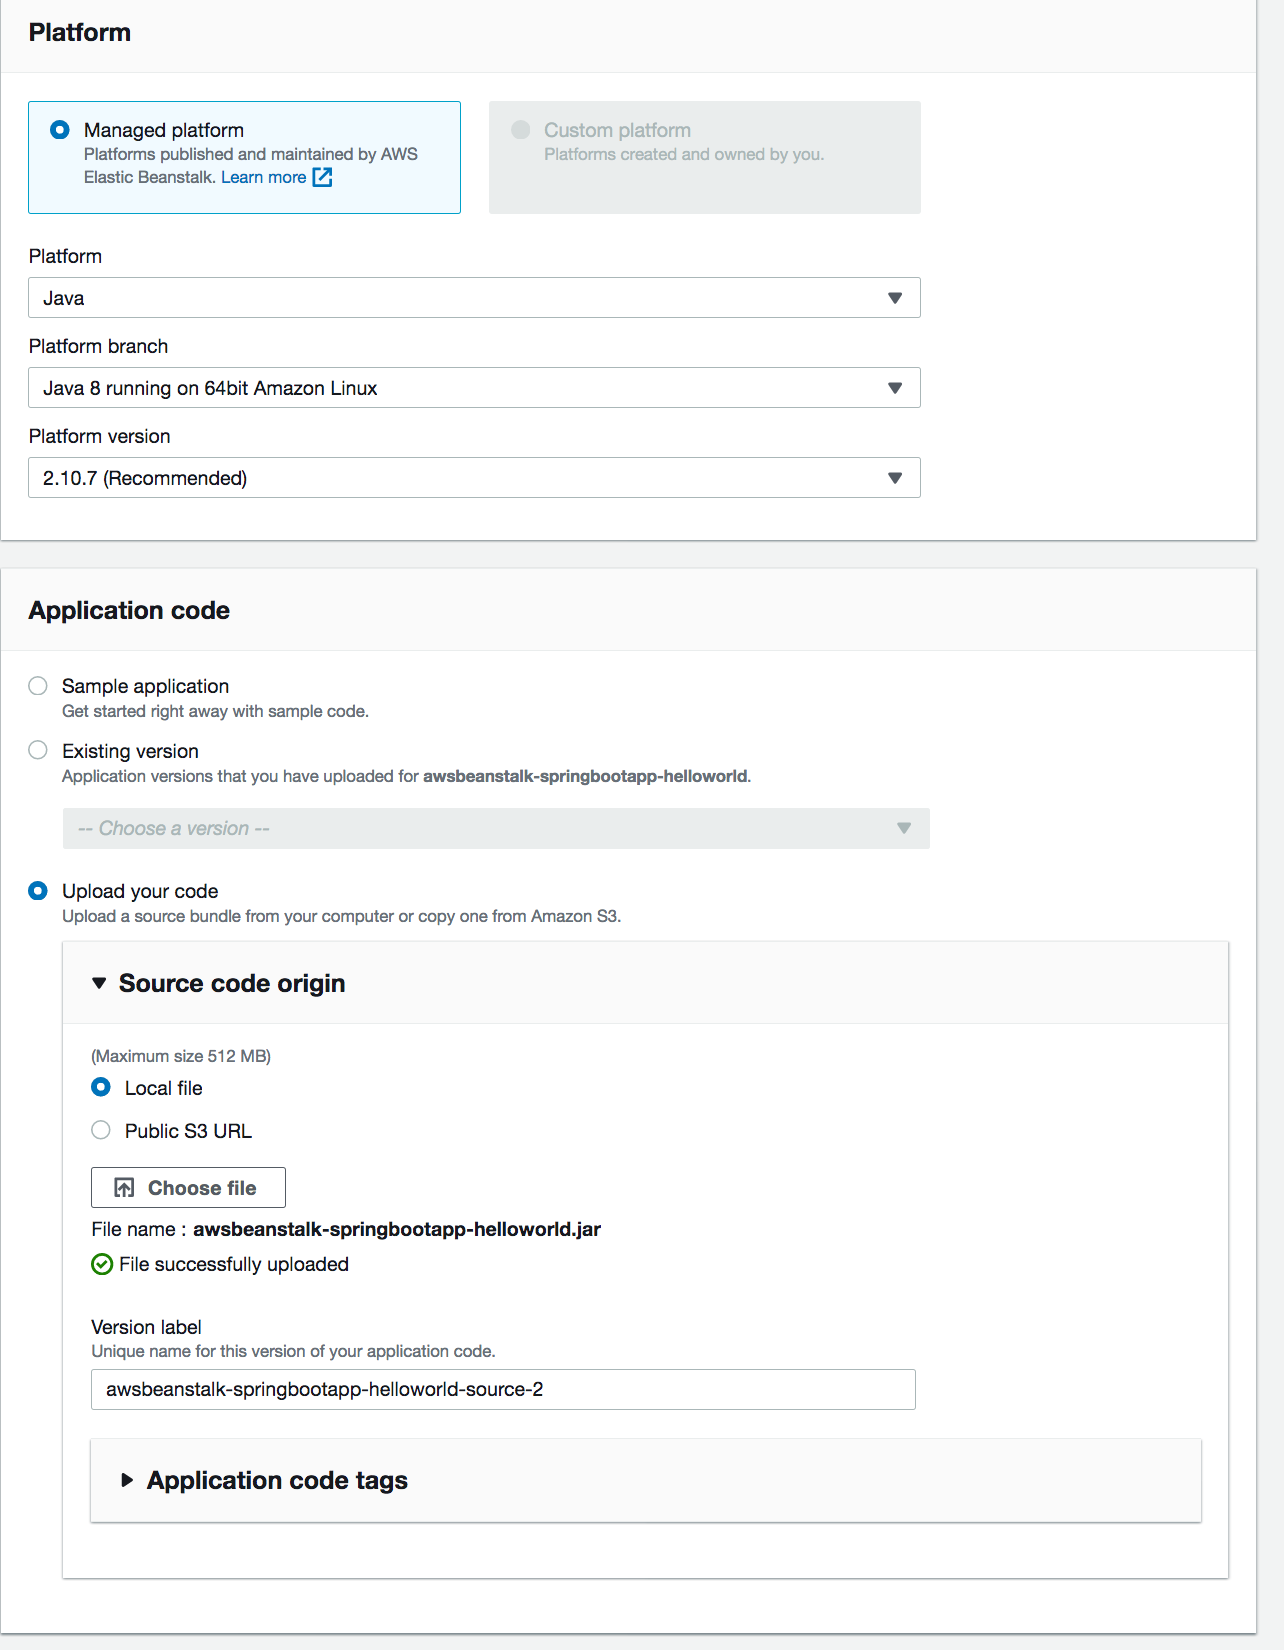 Platform
Managed platform
Platforms published and maintained by AWS
Elastic Beanstalk. Learn more
Custom platform
Platforms created and owned by you.
Platform
Java
Platform branch
Java 8 running on 64bit Amazon Linux
Platform version
2.10.7 (Recommended)
Application code
Sample application
Get started right away with sample code.
Existing version
Application versions that you have uploaded for awsbeanstalk-springbootapp-helloworld.
-- Choose a version --
Upload your code
Upload a source bundle from your computer or copy one from Amazon S3.
Source code origin
(Maximum size 512 MB)
Local file
Public S3 URL
Choose file
File name : awsbeanstalk-springbootapp-helloworld.jar
File successfully uploaded
Version label
Unique name for this version of your application code.
awsbeanstalk-springbootapp-helloworld-source-2
Application code tags